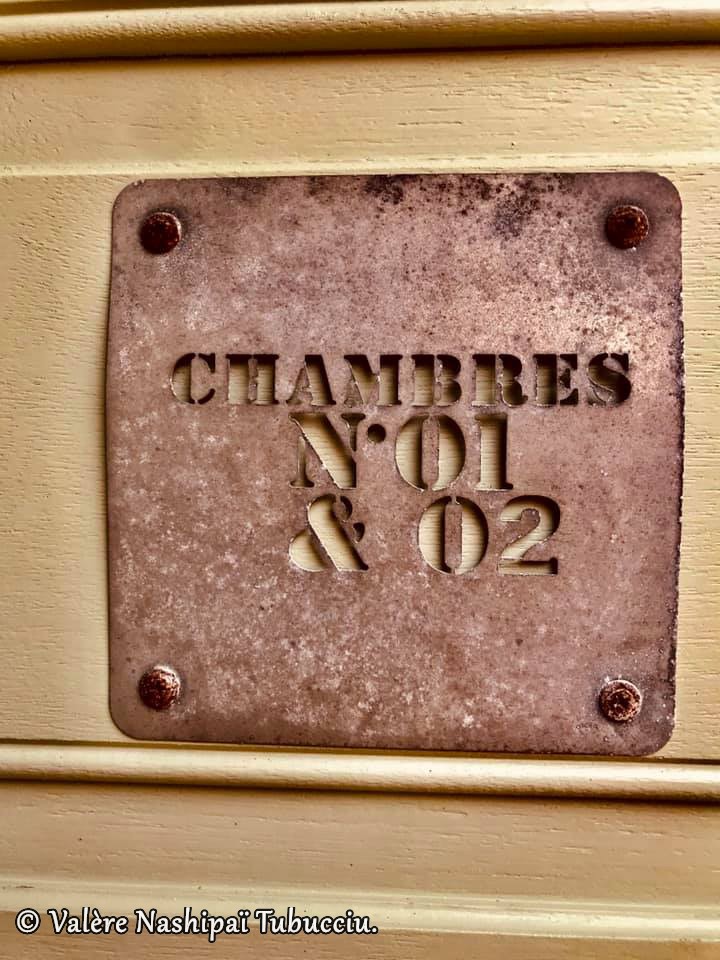 CHAMBRES
N°01
& 02
© Valère Nashipaï Tubucciu.